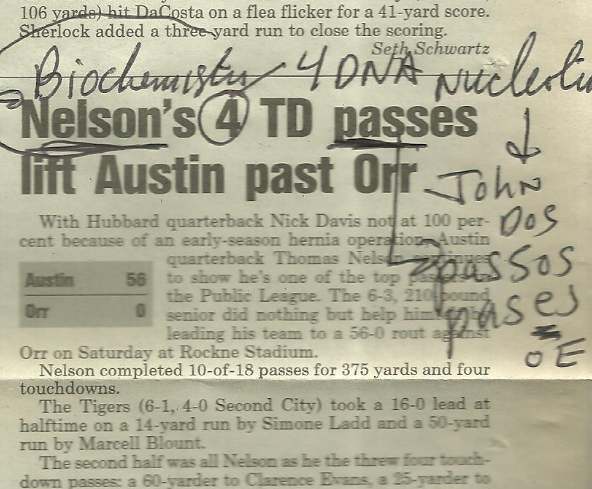 106 yards) hit DaCosta on a flea flicker for a 41-yard score.
Sherlock added a three-yard run to close the scoring.
Seth Schwartz
Biochemistry 4 DNA
Nelson's 4 TD passes
lift Austin past Orr
John
Dos
passos
pases
OE
With Hubbard quarterback Nick Davis not at 100 per-
cent because of an early-season hernia operation, Austin
quarterback Thomas Nelson continues
to show he's one of the top passers in
the Public League. The 6-3, 210-pound
senior did nothing but help him
leading his team to a 56-0 rout against
Orr on Saturday at Rockne Stadium.
Austin 56
Orr 0
Nelson completed 10-of-18 passes for 375 yards and four
touchdowns.
The Tigers (6-1, 4-0 Second City) took a 16-0 lead at
halftime on a 14-yard run by Simone Ladd and a 50-yard
run by Marcell Blount.
The second half was all Nelson as he the threw four touch-
down passes: a 60-yarder to Clarence Evans, a 25-yarder to